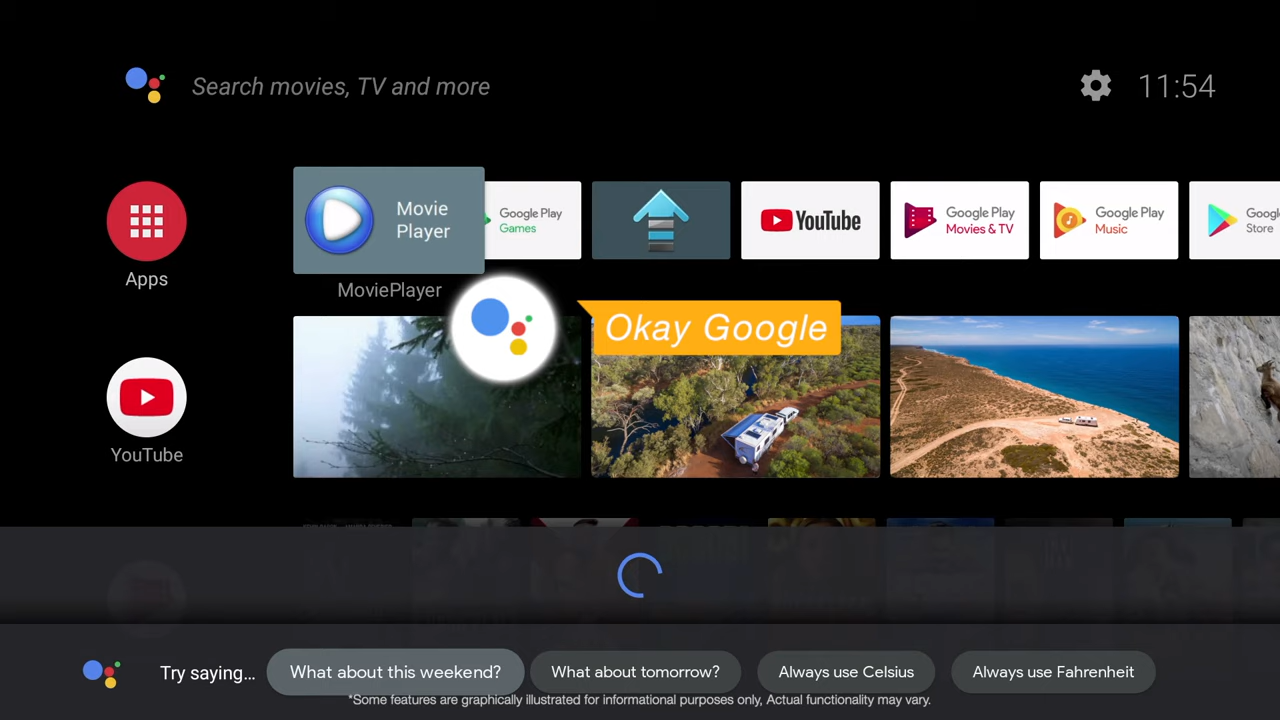 Search movies, TV and more
11:54
Movie
Player
Google Play
Games
YouTube
Google Play
Movies & TV
Google Play
Music
Store
Apps
MoviePlayer
Okay Google
YouTube
Try saying...
What about this weekend?
What about tomorrow?
Always use Celsius
Always use Fahrenheit
*Some features are graphically illustrated for informational purposes only, Actual functionality may vary.